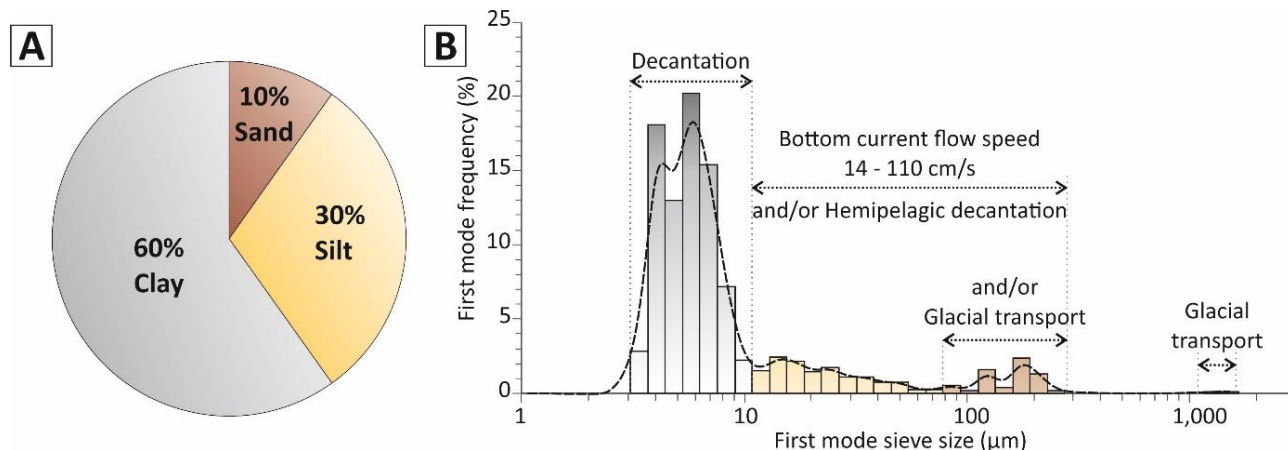 A
10%
Sand
30%
Silt
60%
Clay
B
First mode frequency (%)
25
20
15
10
5
0
Decantation
Bottom current flow speed
14 - 110 cm/s
and/or Hemipelagic decantation
and/or
Glacial transport
Glacial
transport
1 10 100 1,000
First mode sieve size (μm)